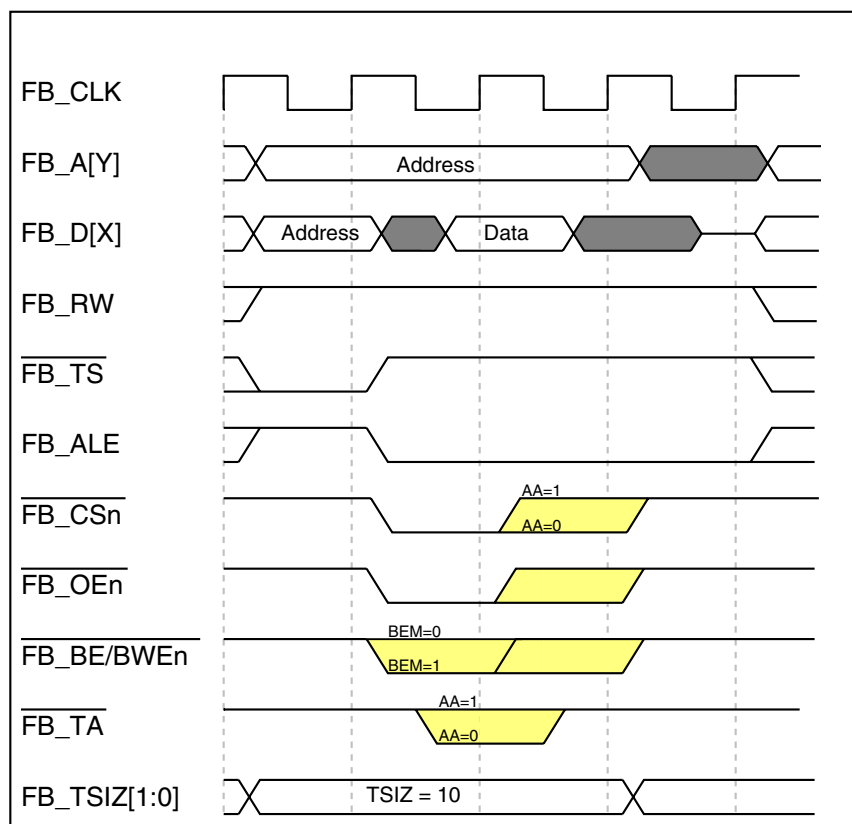 FB_CLK
FB_A[Y]
Address
FB_D[X]
Address
Data
FB_RW
FB_TS
FB_ALE
FB_CSn
AA=1
AA=0
FB_OEn
FB_BE/BWEn
BEM=0
BEM=1
FB_TA
AA=1
AA=0
FB_TSIZ[1:0]
TSIZ = 10